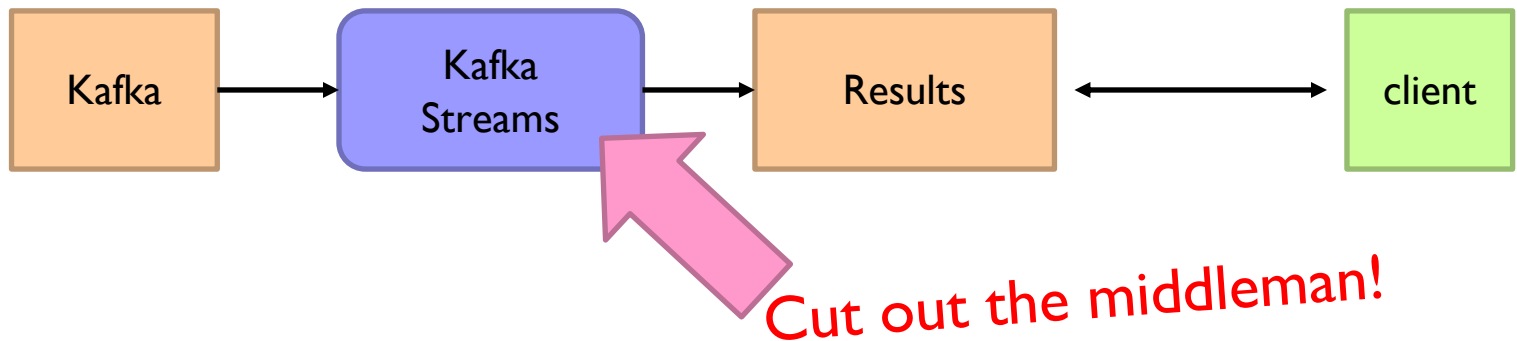 Kafka
Kafka
Streams
Results
client
Cut out the middleman!